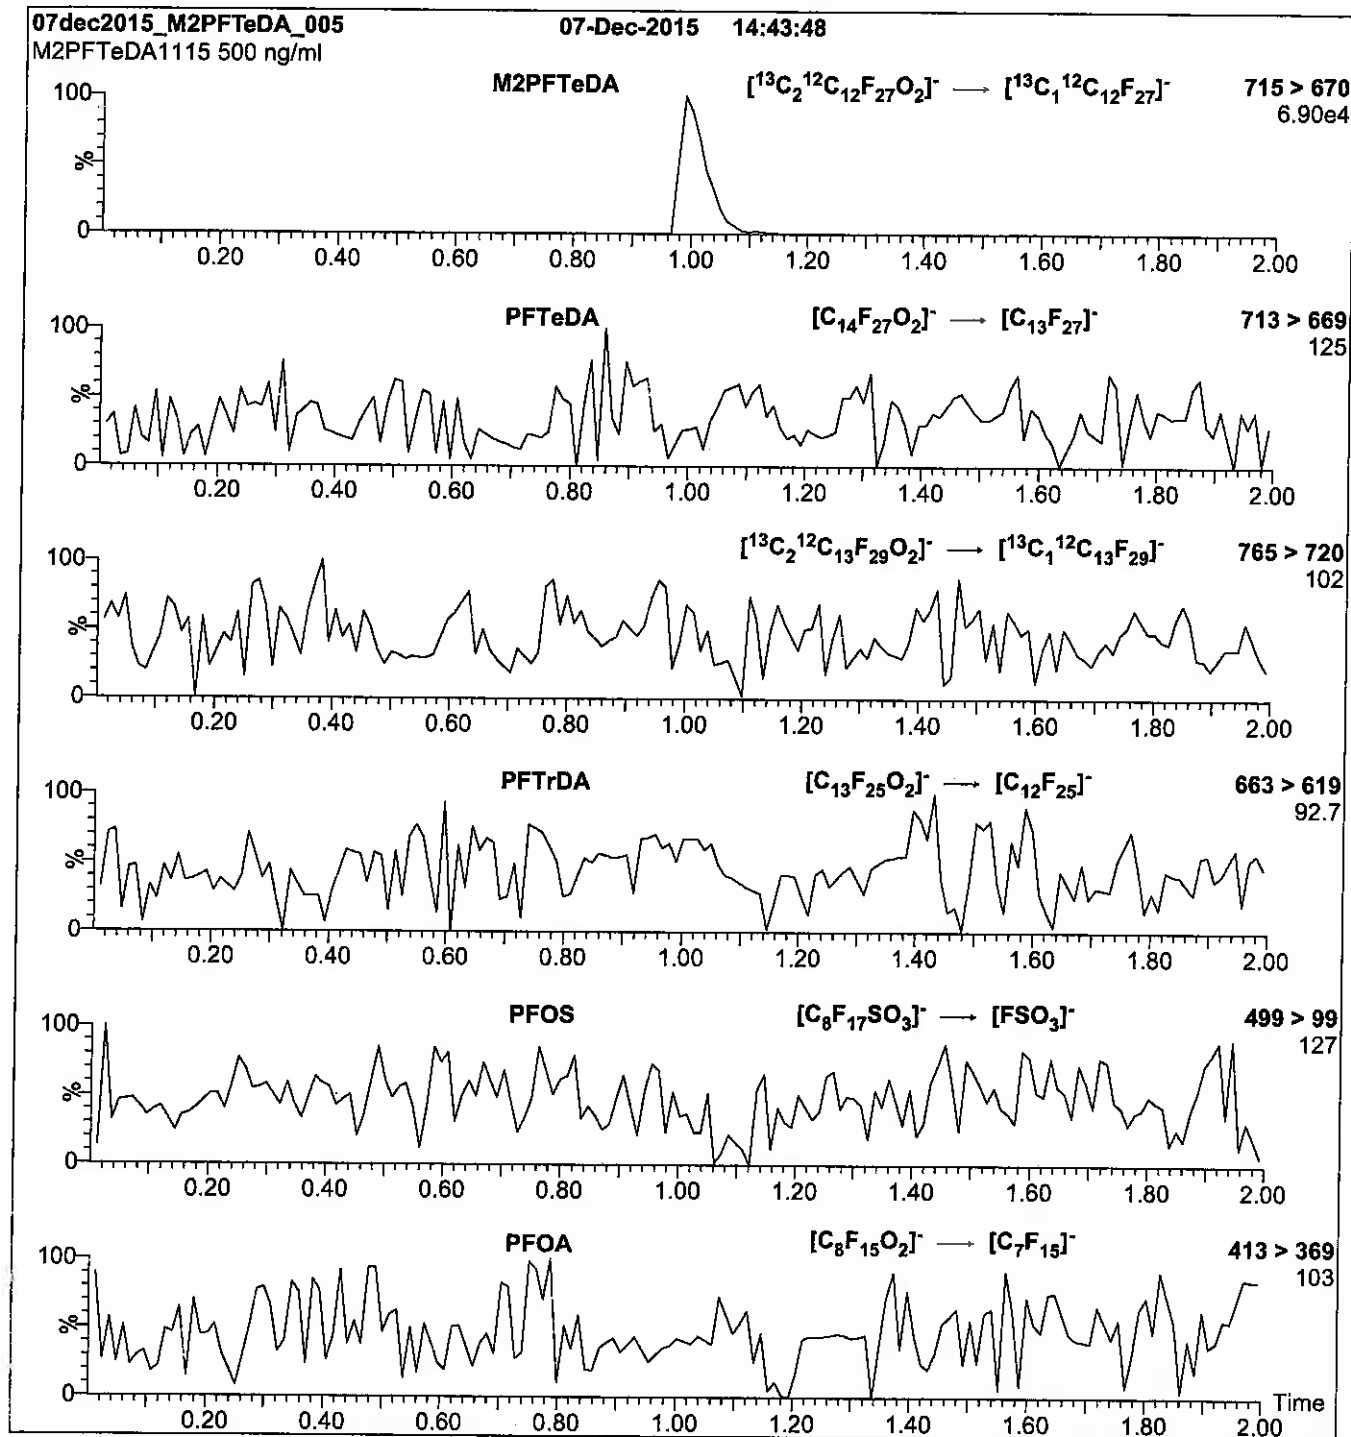 07dec2015_M2PFTeDA_005 07-Dec-2015 14:43:48
M2PFTeDA1115 500 ng/ml
M2PFTeDA [¹³C₂¹²C₁₂F₂₇O₂]⁻ → [¹³C₁¹²C₁₂F₂₇]⁻ 715 > 670
6.90e4
100
%
0
0.20 0.40 0.60 0.80 1.00 1.20 1.40 1.60 1.80 2.00
PFTeDA [C₁₄F₂₇O₂]⁻ → [C₁₃F₂₇]⁻ 713 > 669
125
100
%
0
0.20 0.40 0.60 0.80 1.00 1.20 1.40 1.60 1.80 2.00
[¹³C₂¹²C₁₃F₂₉O₂]⁻ → [¹³C₁¹²C₁₃F₂₉]⁻ 765 > 720
102
100
%
0
0.20 0.40 0.60 0.80 1.00 1.20 1.40 1.60 1.80 2.00
PFTrDA [C₁₃F₂₅O₂]⁻ → [C₁₂F₂₅]⁻ 663 > 619
92.7
100
%
0
0.20 0.40 0.60 0.80 1.00 1.20 1.40 1.60 1.80 2.00
PFOS [C₈F₁₇SO₃]⁻ → [FSO₃]⁻ 499 > 99
127
100
%
0
0.20 0.40 0.60 0.80 1.00 1.20 1.40 1.60 1.80 2.00
PFOA [C₈F₁₅O₂]⁻ → [C₇F₁₅]⁻ 413 > 369
103
100
%
0
Time
0.20 0.40 0.60 0.80 1.00 1.20 1.40 1.60 1.80 2.00